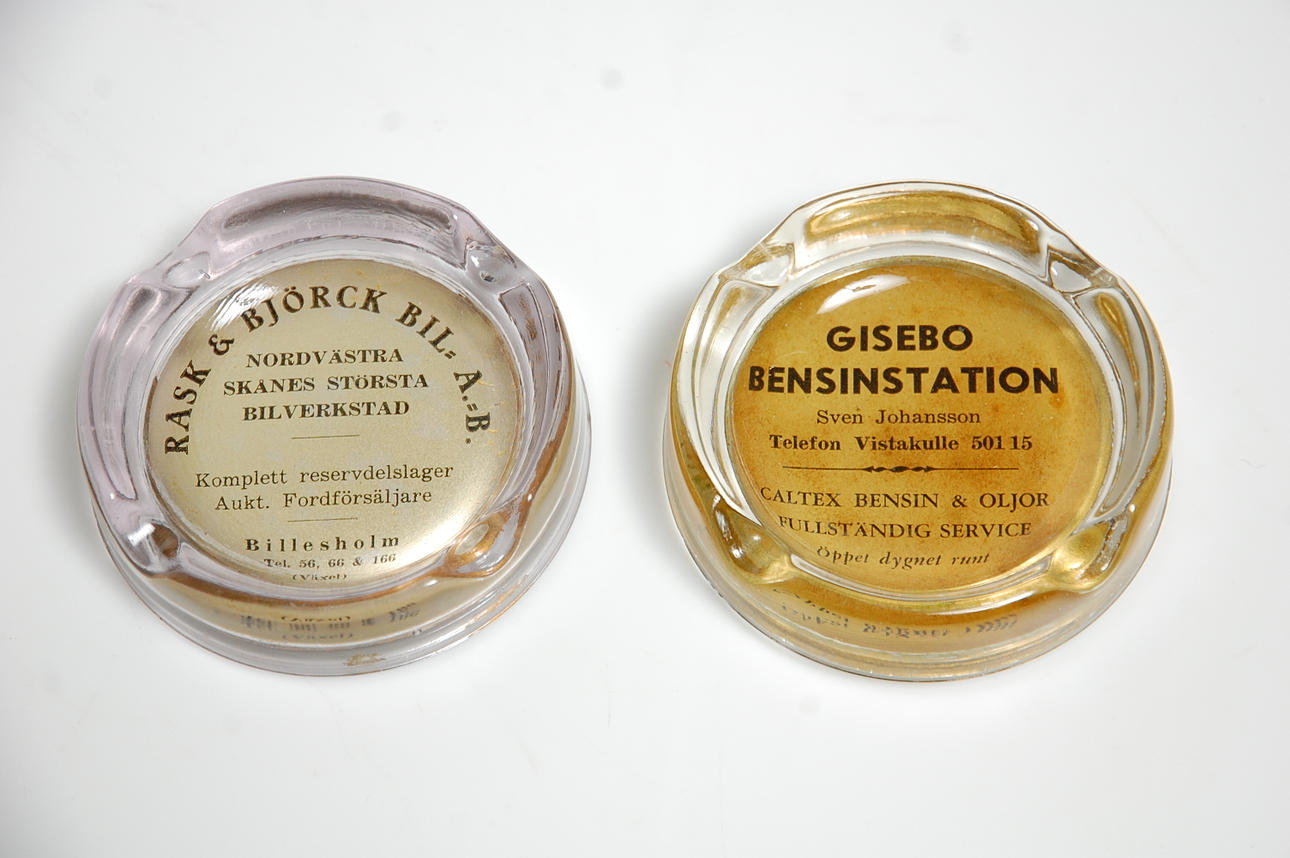 RASK & BJÖRCK BIL-A.-B.
NORDVÄSTRA
SKÅNES STÖRSTA
BILVERKSTAD
Komplett reservdelslager
Aukt. Fordförsäljare
Billesholm
Tel. 56, 66 & 166
(Växel)
GISEBO
BENSINSTATION
Sven Johansson
Telefon Vistakulle 501 15
CALTEX BENSIN & OLJOR
FULLSTÄNDIG SERVICE
Öppet dygnet runt